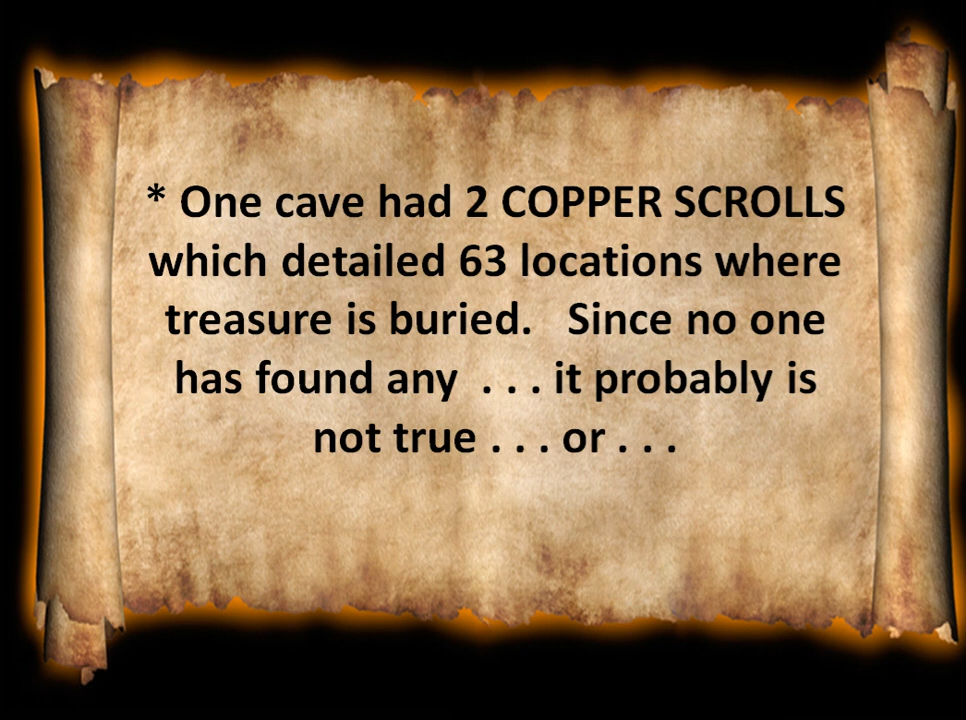 * One cave had 2 COPPER SCROLLS
which detailed 63 locations where
treasure is buried.   Since no one
has found any  . . . it probably is
not true . . . or . . .